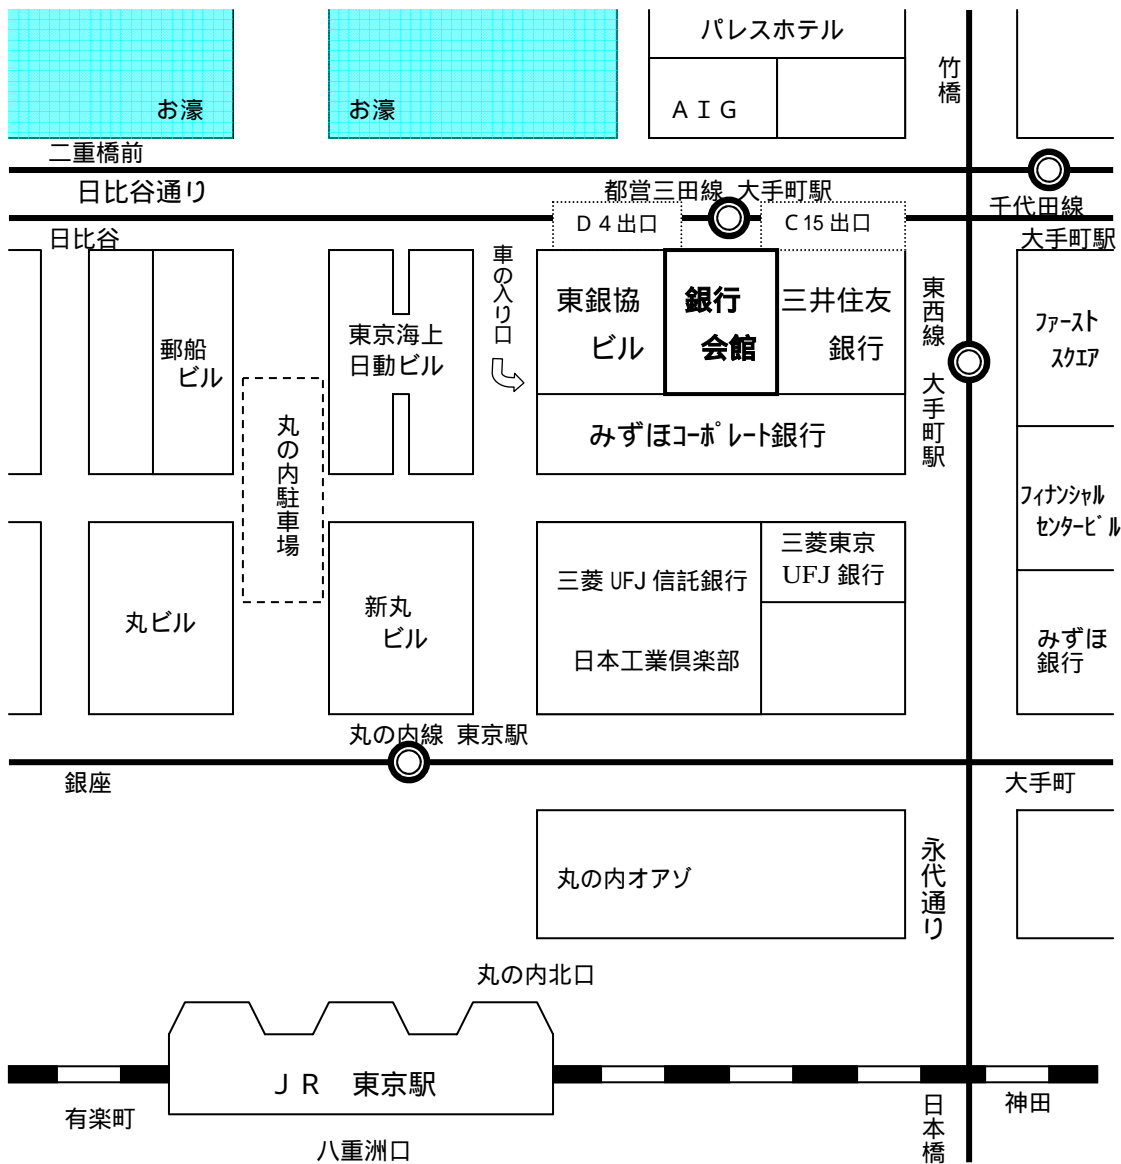 パレスホテル
竹橋
お濠
お濠
ＡＩＧ
二重橋前
日比谷通り
都営三田線 大手町駅
千代田線
大手町駅
日比谷
Ｄ４出口
Ｃ15出口
車の入り口
東銀協
ビル
銀行
会館
三井住友
銀行
東西線 大手町駅
ﾌｧｰｽﾄ
ｽｸｴｱ
郵船
ビル
東京海上
日動ビル
みずほｺｰﾎﾟﾚｰﾄ銀行
丸の内駐車場
ﾌｨﾅﾝｼｬﾙ
ｾﾝﾀｰﾋﾞﾙ
三菱UFJ信託銀行
三菱東京
UFJ 銀行
丸ビル
新丸
ビル
日本工業倶楽部
みずほ
銀行
丸の内線 東京駅
銀座
大手町
丸の内オアゾ
永代通り
丸の内北口
ＪＲ　東京駅
有楽町
日本橋
神田
八重洲口